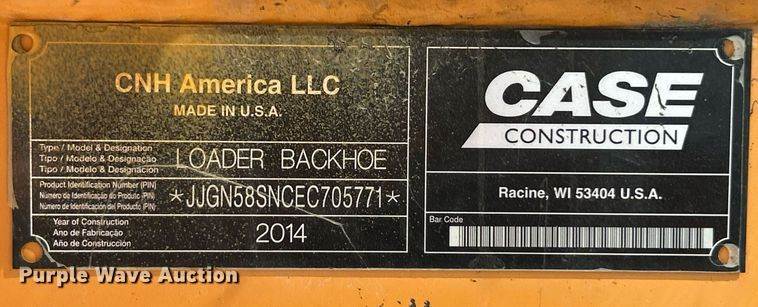 CNH America LLC
MADE IN U.S.A.
Type / Model & Designation
Tipo / Modelo & Designação
Tipo / Modelo & Designación
LOADER BACKHOE
Product Identification Number (PIN)
Número de Identificação do Produto (PIN)
Número de Identificación del Producto (PIN)
*JJGN58SNCEC705771*
Year of Construction
Ano de Fabricação
Año de Construcción
2014
CASE
CONSTRUCTION
Racine, WI 53404 U.S.A.
Bar Code
Purple Wave Auction